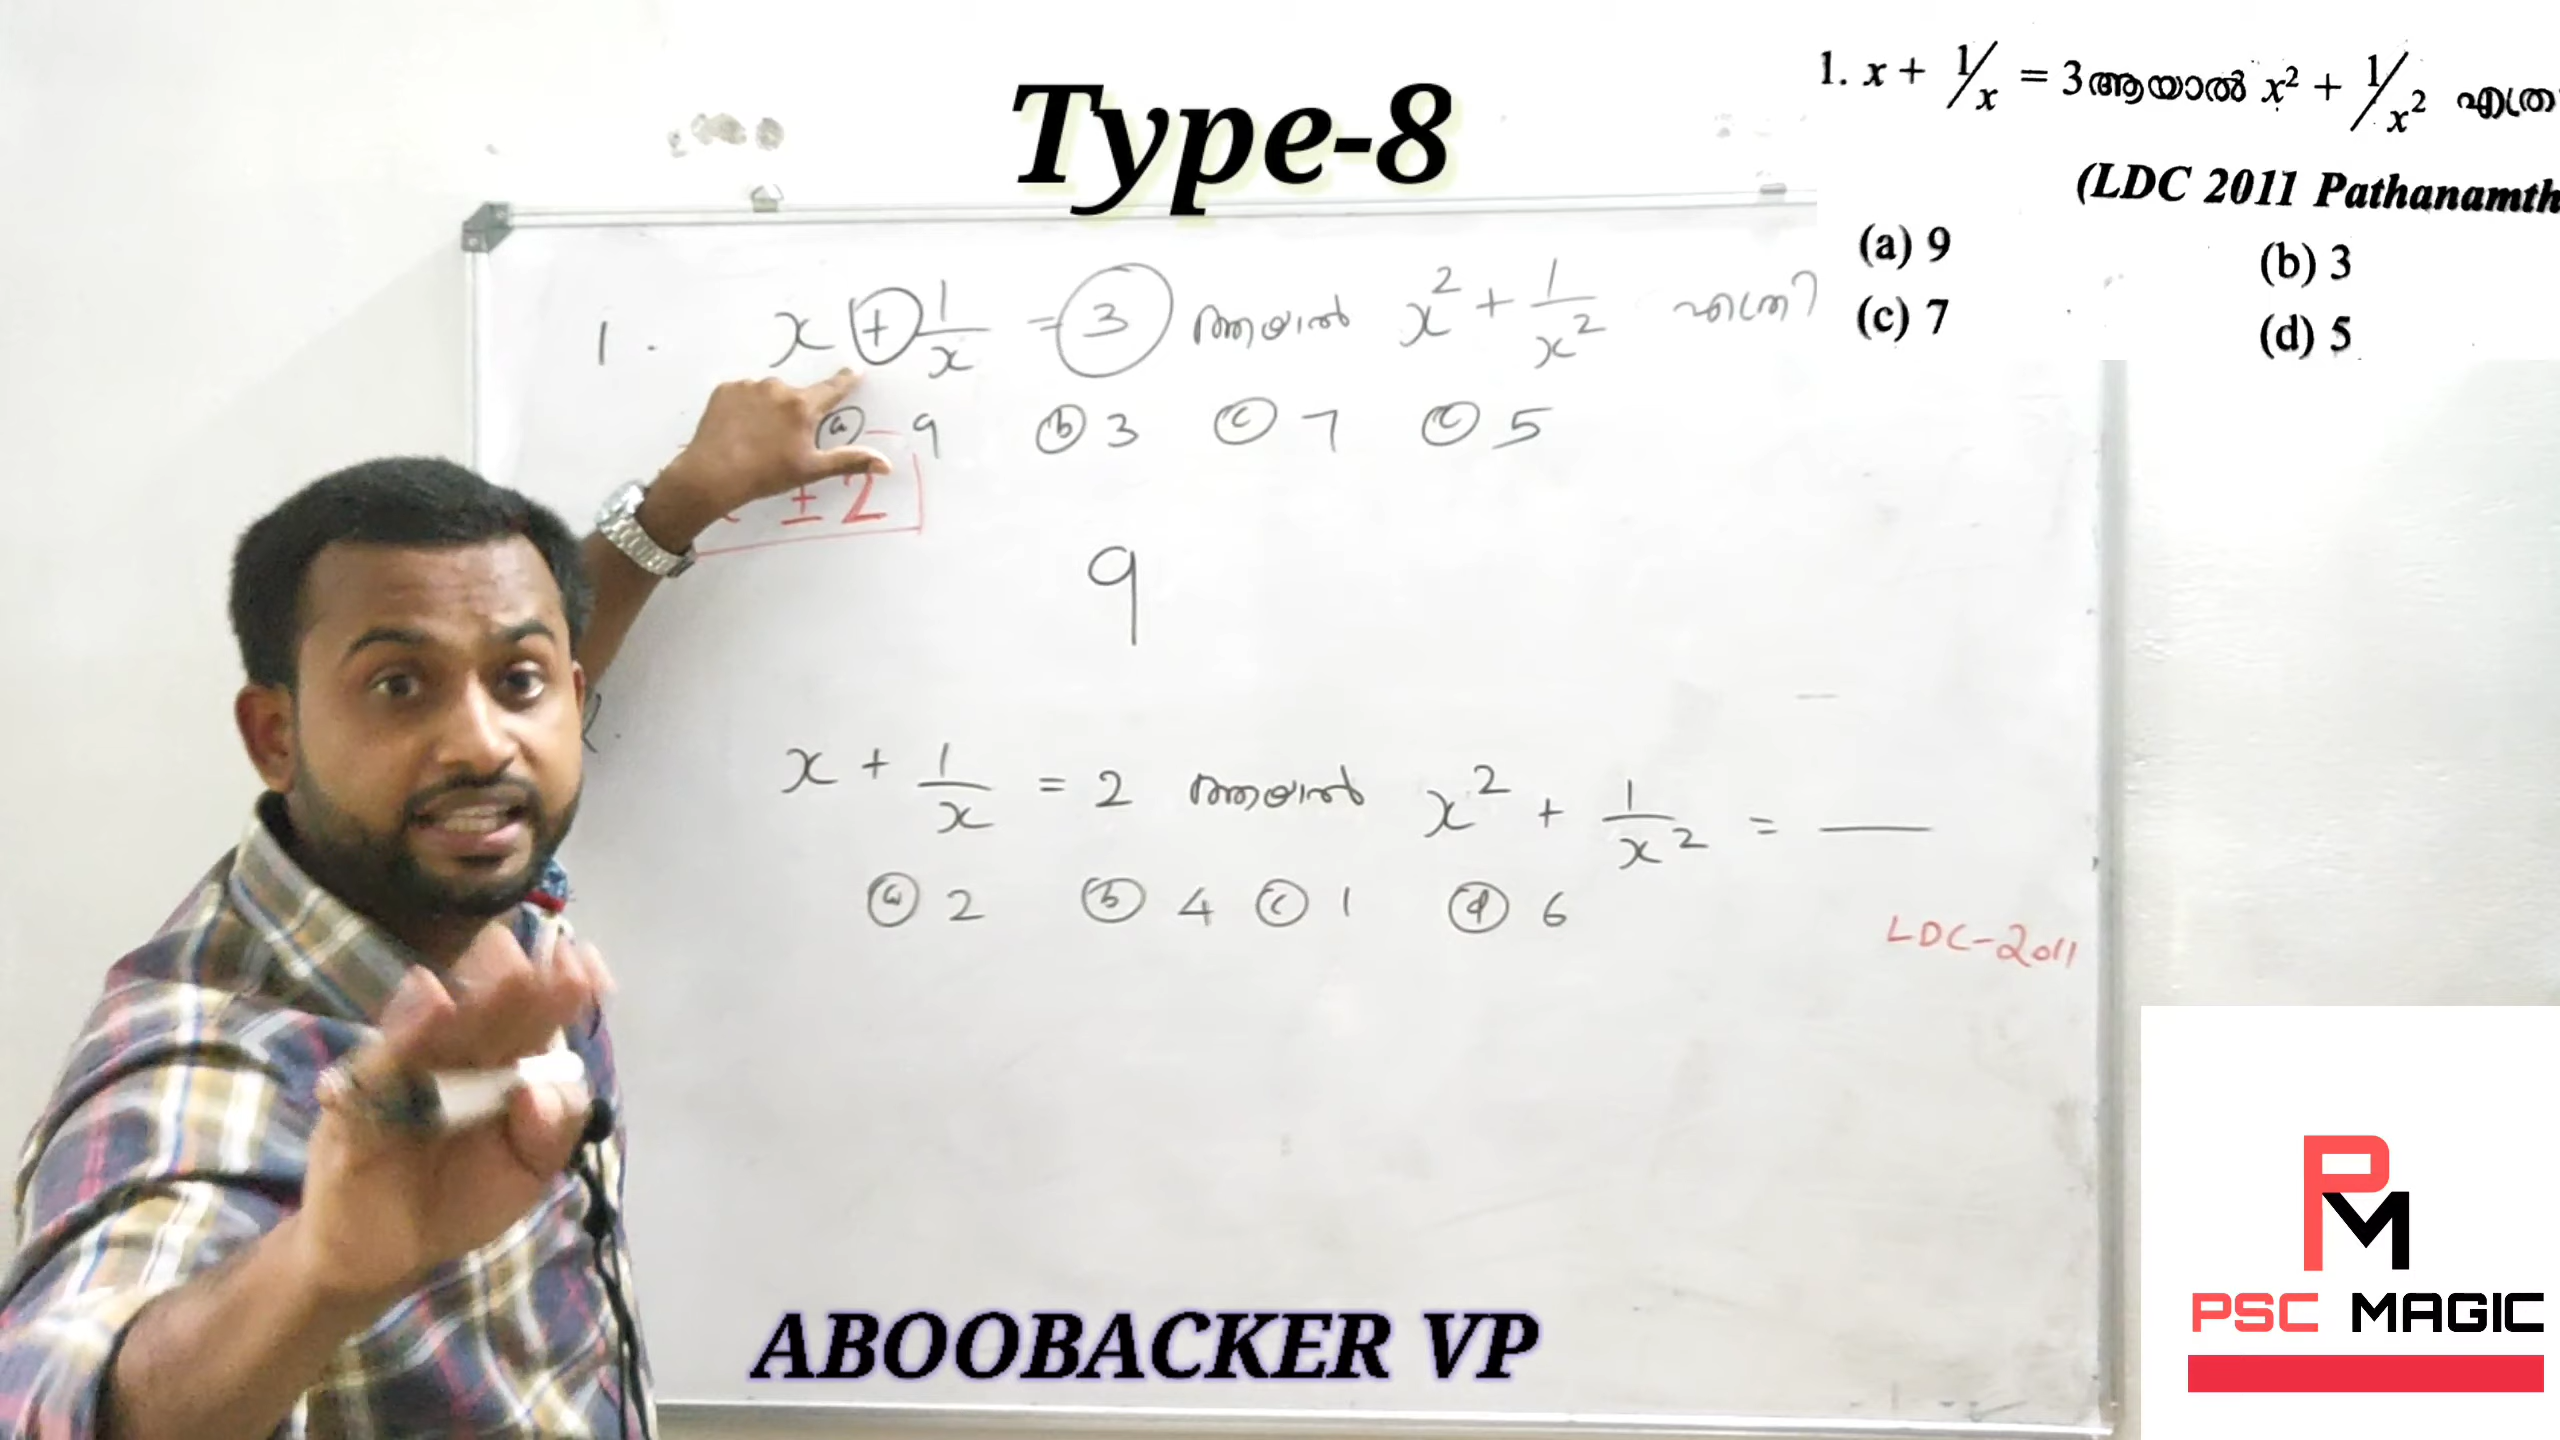 Type-8
1. x + 1/x = 3 ആയാൽ x² + 1/x² എത്ര
(LDC 2011 Pathanamth
(a) 9 (b) 3
(c) 7 (d) 5
1. x + 1/x = 3 ആയാൽ x² + 1/x² എത്ര?
(a) 9 (b) 3 (c) 7 (c) 5
± 2
9
x + 1/x = 2 ആയാൽ x² + 1/x² = __
(a) 2 (b) 4 (c) 1 (d) 6
LDC-2011
ABOOBACKER VP
PM
PSC MAGIC